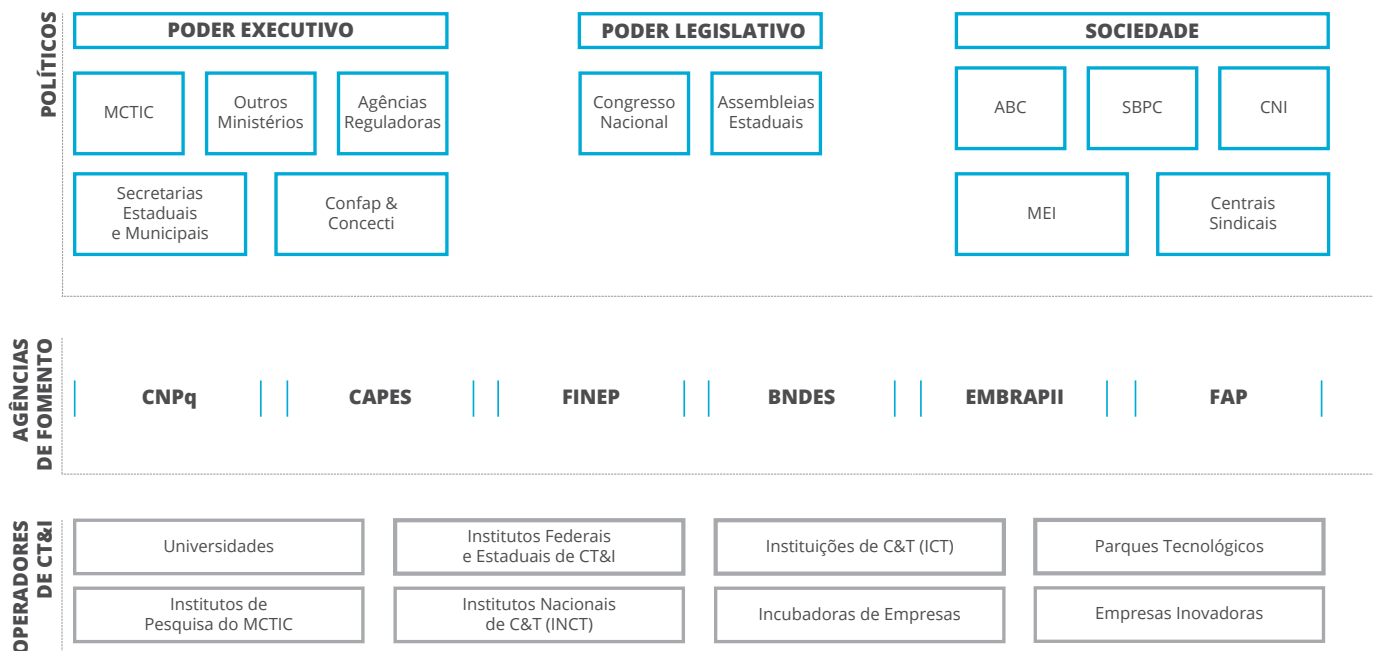 POLÍTICOS
PODER EXECUTIVO
MCTIC
Outros
Ministérios
Agências
Reguladoras
Secretarias
Estaduais
e Municipais
Confap &
Concecti
PODER LEGISLATIVO
Congresso
Nacional
Assembleias
Estaduais
SOCIEDADE
ABC
SBPC
CNI
MEI
Centrais
Sindicais
AGÊNCIAS
DE FOMENTO
CNPq
CAPES
FINEP
BNDES
EMBRAPII
FAP
OPERADORES
DE CT&I
Universidades
Institutos Federais
e Estaduais de CT&I
Instituições de C&T (ICT)
Parques Tecnológicos
Institutos de
Pesquisa do MCTIC
Institutos Nacionais
de C&T (INCT)
Incubadoras de Empresas
Empresas Inovadoras